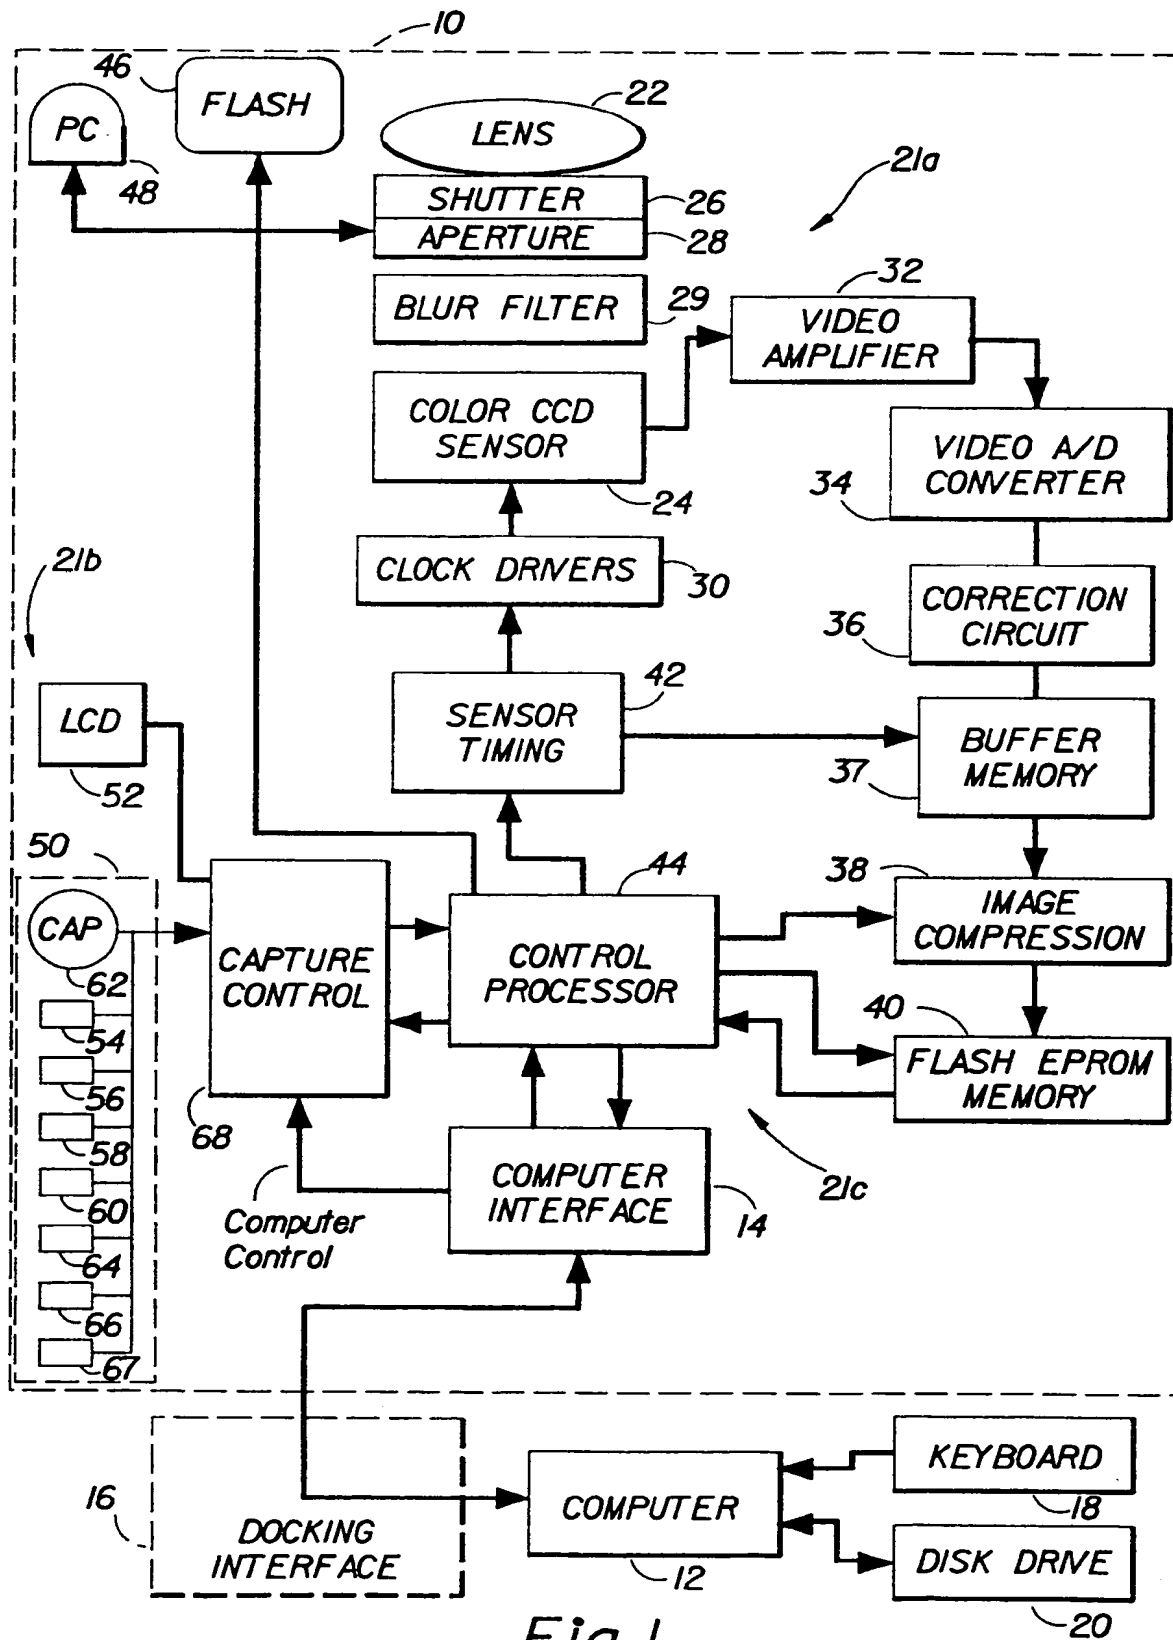 10
46
FLASH
PC
48
22
LENS
21a
SHUTTER
26
APERTURE
28
BLUR FILTER
29
32
VIDEO
AMPLIFIER
COLOR CCD
SENSOR
24
VIDEO A/D
CONVERTER
34
21b
CLOCK DRIVERS
30
CORRECTION
CIRCUIT
36
42
SENSOR
TIMING
LCD
52
BUFFER
MEMORY
37
50
CAP
62
54
56
58
60
64
66
67
CAPTURE
CONTROL
68
44
CONTROL
PROCESSOR
38
IMAGE
COMPRESSION
40
FLASH EPROM
MEMORY
21c
COMPUTER
INTERFACE
14
Computer
Control
16
DOCKING
INTERFACE
COMPUTER
12
KEYBOARD
18
DISK DRIVE
20
Fig. 1